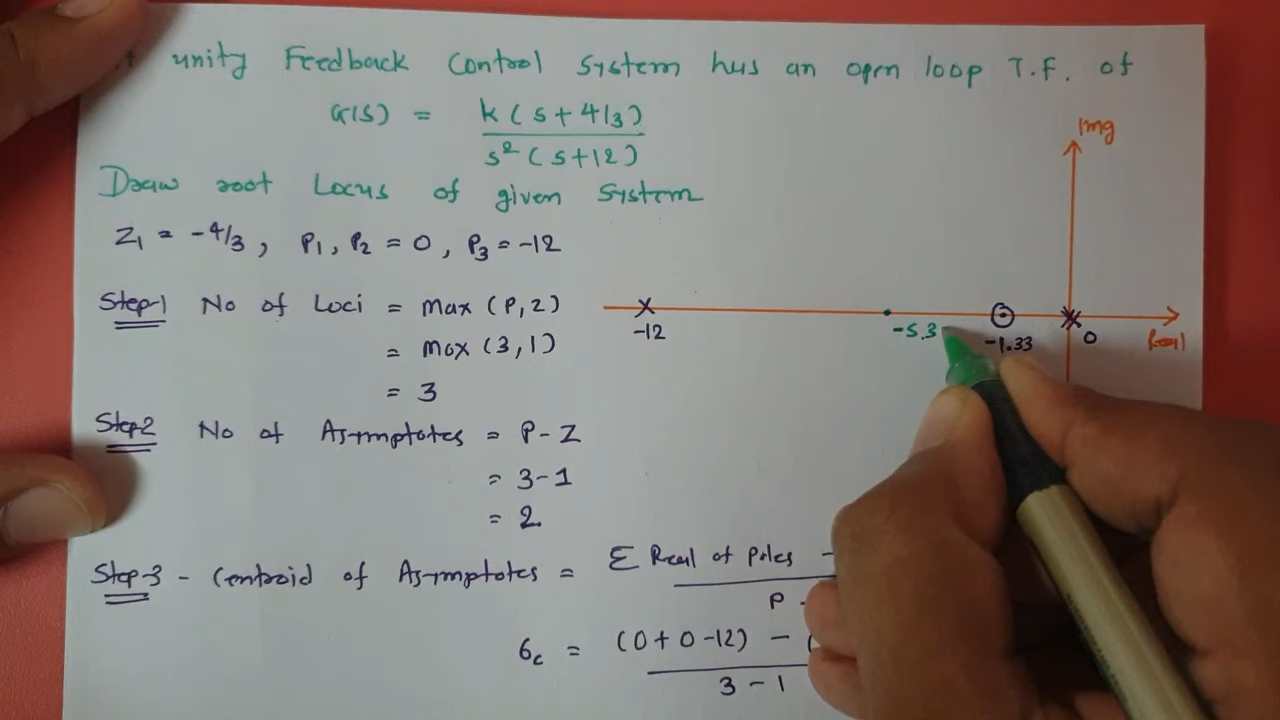 unity Feedback Control System has an open loop T.F. of
G(S) = K(S+4/3)
S²(S+12)
Draw root Locus of given System
Z₁ = -4/3, P₁, P₂ = 0, P₃ = -12
Step-1 No of Loci = max (P,Z)
= max (3,1)
= 3
Step-2 No of Asymptotes = P-Z
= 3-1
= 2
Step-3 - Centroid of Asymptotes = Σ Real of Poles -
P -
6c = (0+0-12) - (
3-1
Img
-12
-5.3
-1.33
0
Real